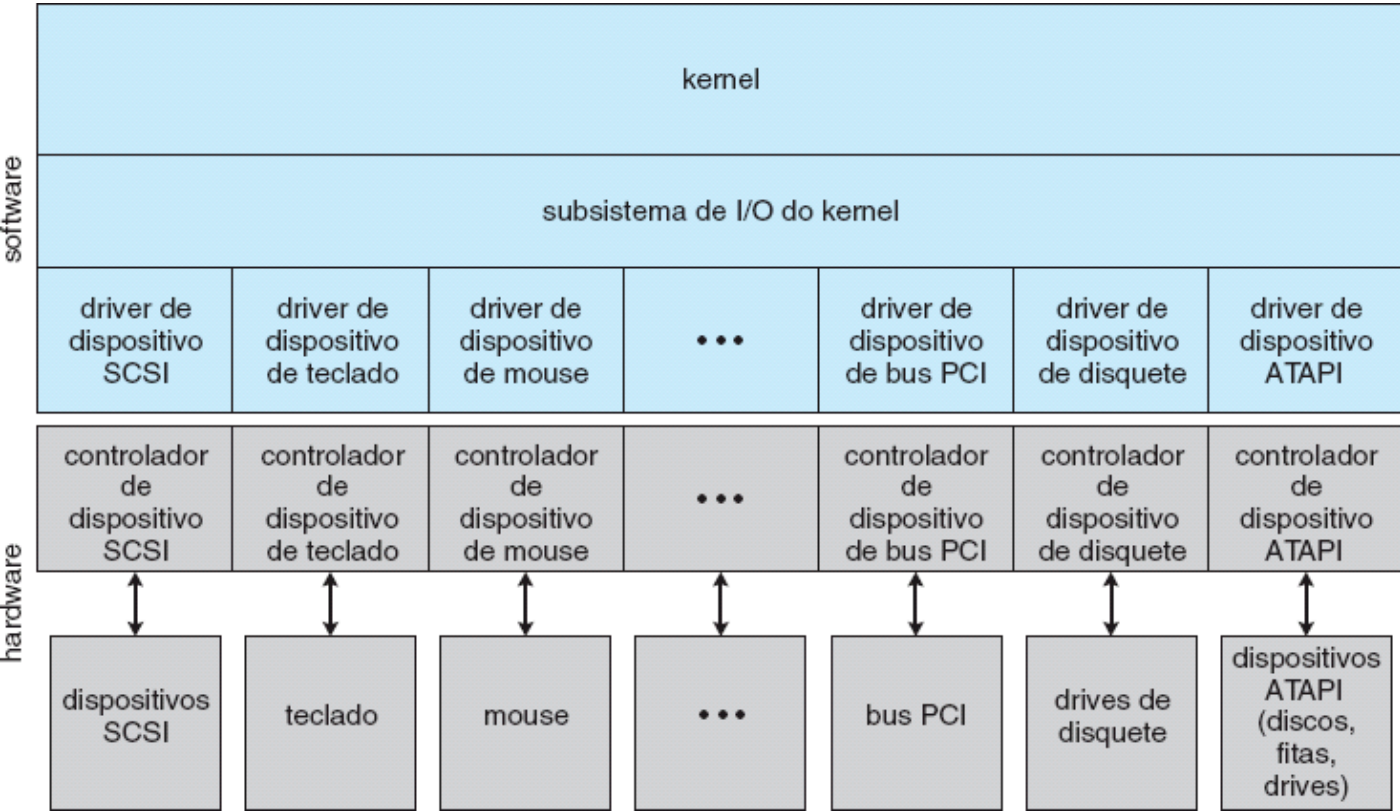 kernel
software
subsistema de I/O do kernel
driver de
dispositivo
SCSI
driver de
dispositivo
de teclado
driver de
dispositivo
de mouse
•••
driver de
dispositivo
de bus PCI
driver de
dispositivo
de disquete
driver de
dispositivo
ATAPI
hardware
controlador
de
dispositivo
SCSI
controlador
de
dispositivo
de teclado
controlador
de
dispositivo
de mouse
•••
controlador
de
dispositivo
de bus PCI
controlador
de
dispositivo
de disquete
controlador
de
dispositivo
ATAPI
dispositivos
SCSI
teclado
mouse
•••
bus PCI
drives de
disquete
dispositivos
ATAPI
(discos,
fitas,
drives)